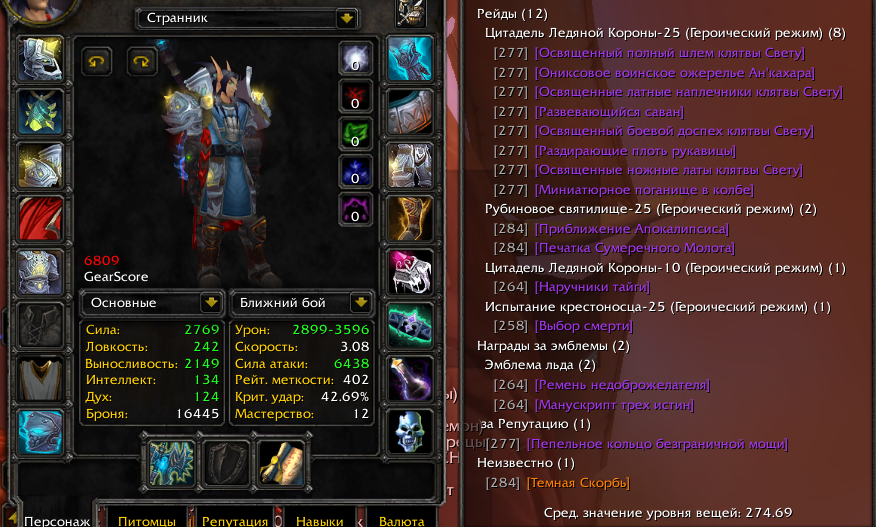 Странник
0
0
0
0
0
6809
GearScore
Основные
Ближний бой
Сила: 2769
Ловкость: 242
Выносливость: 2149
Интеллект: 134
Дух: 124
Броня: 16445
Урон: 2899-3596
Скорость: 3.08
Сила атаки: 6438
Рейт. меткости: 402
Крит. удар: 42.69%
Мастерство: 12
Персонаж
Питомцы
Репутация
Навыки
Валюта
Рейды (12)
Цитадель Ледяной Короны-25 (Героический режим) (8)
[277] [Освященный полный шлем клятвы Свету]
[277] [Ониксовое воинское ожерелье Ан'кахара]
[277] [Освященные латные наплечники клятвы Свету]
[277] [Развевающийся саван]
[277] [Освященный боевой доспех клятвы Свету]
[277] [Раздирающие плоть рукавицы]
[277] [Освященные ножные латы клятвы Свету]
[277] [Миниатюрное поганище в колбе]
Рубиновое святилище-25 (Героический режим) (2)
[284] [Приближение Апокалипсиса]
[284] [Печатка Сумеречного Молота]
Цитадель Ледяной Короны-10 (Героический режим) (1)
[264] [Наручники тайги]
Испытание крестоносца-25 (Героический режим) (1)
[258] [Выбор смерти]
Награды за эмблемы (2)
Эмблема льда (2)
[264] [Ремень недоброжелателя]
[264] [Манускрипт трех истин]
за Репутацию (1)
[277] [Пепельное кольцо безграничной мощи]
Неизвестно (1)
[284] [Темная Скорбь]
Сред. значение уровня вещей: 274.69